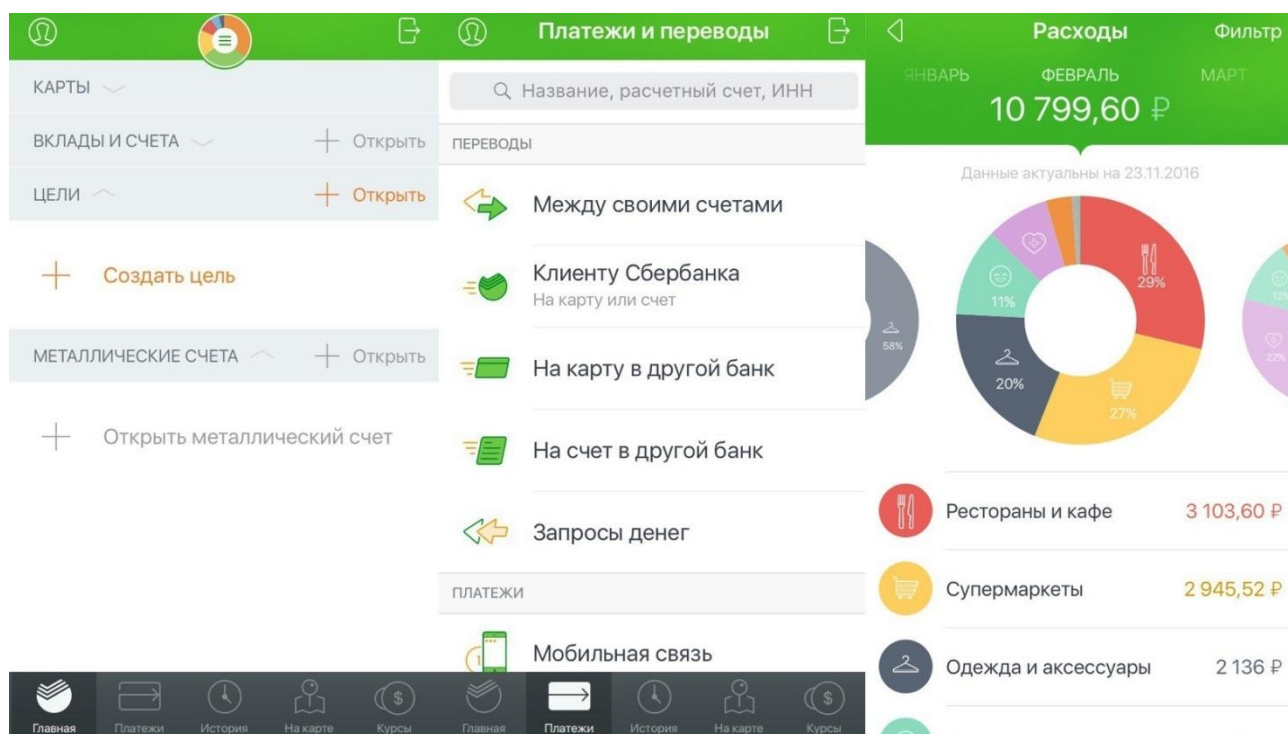 КАРТЫ
ВКЛАДЫ И СЧЕТА
Открыть
ЦЕЛИ
Открыть
Создать цель
МЕТАЛЛИЧЕСКИЕ СЧЕТА
Открыть
Открыть металлический счет
Главная
Платежи
История
На карте
Курсы
Платежи и переводы
Название, расчетный счет, ИНН
ПЕРЕВОДЫ
Между своими счетами
Клиенту Сбербанка
На карту или счет
На карту в другой банк
На счет в другой банк
Запросы денег
ПЛАТЕЖИ
Мобильная связь
Главная
Платежи
История
На карте
Курсы
Расходы
Фильтр
ЯНВАРЬ
ФЕВРАЛЬ
МАРТ
10 799,60 ₽
Данные актуальны на 23.11.2016
29%
11%
12%
58%
22%
20%
27%
Рестораны и кафе
3 103,60 ₽
Супермаркеты
2 945,52 ₽
Одежда и аксессуары
2 136 ₽